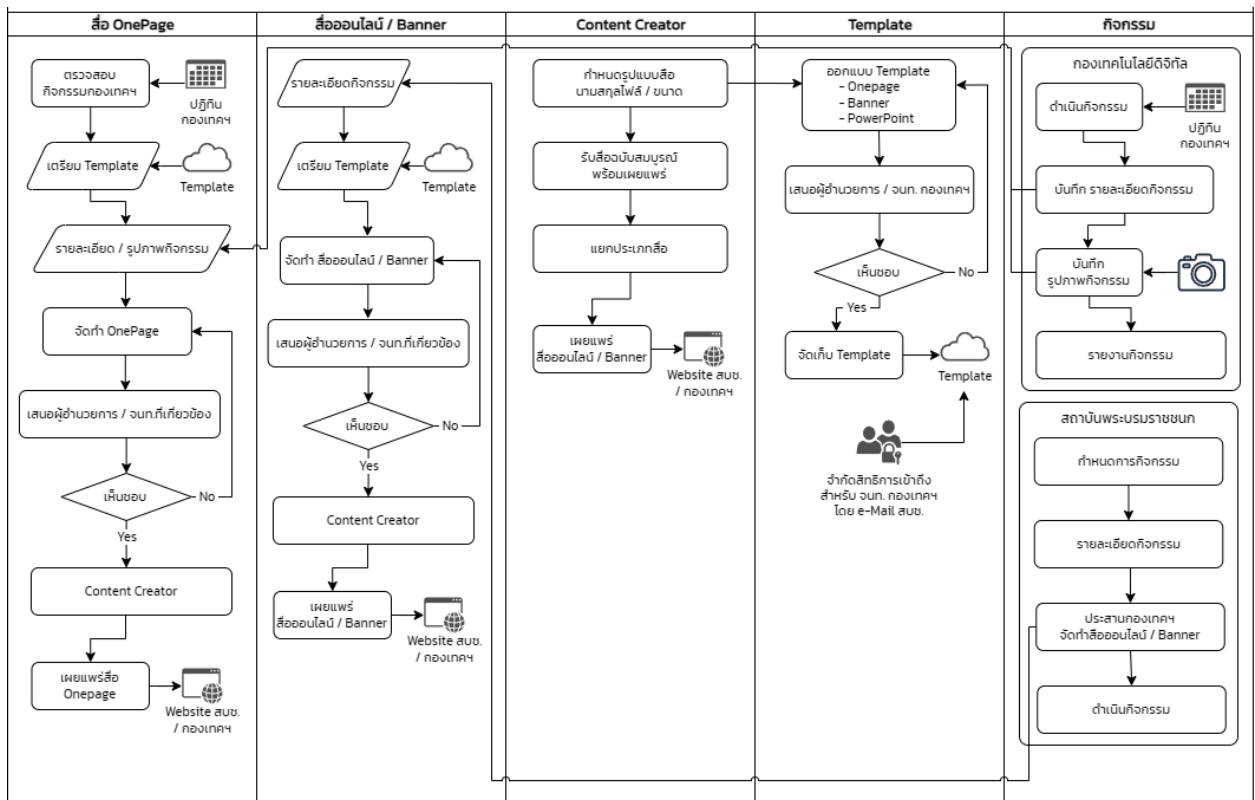 สื่อ OnePage
ตรวจสอบ
กิจกรรมกองเทคฯ
ปฏิทิน
กองเทคฯ
เตรียม Template
Template
รายละเอียด / รูปภาพกิจกรรม
จัดทำ OnePage
เสนอผู้อำนวยการ / จนท.ที่เกี่ยวข้อง
เห็นชอบ
No
Yes
Content Creator
เผยแพร่สื่อ
Onepage
Website สบช.
/ กองเทคฯ
สื่อออนไลน์ / Banner
รายละเอียดกิจกรรม
เตรียม Template
Template
จัดทำ สื่อออนไลน์ / Banner
เสนอผู้อำนวยการ / จนท.ที่เกี่ยวข้อง
เห็นชอบ
No
Yes
Content Creator
เผยแพร่
สื่อออนไลน์ / Banner
Website สบช.
/ กองเทคฯ
Content Creator
กำหนดรูปแบบสื่อ
นามสกุลไฟล์ / ขนาด
รับสื่อฉบับสมบูรณ์
พร้อมเผยแพร่
แยกประเภทสื่อ
เผยแพร่
สื่อออนไลน์ / Banner
Website สบช.
/ กองเทคฯ
Template
ออกแบบ Template
- Onepage
- Banner
- PowerPoint
เสนอผู้อำนวยการ / จนท. กองเทคฯ
เห็นชอบ
No
Yes
จัดเก็บ Template
Template
จำกัดสิทธิการเข้าถึง
สำหรับ จนท. กองเทคฯ
โดย e-Mail สบช.
กิจกรรม
กองเทคโนโลยีดิจิทัล
ดำเนินกิจกรรม
ปฏิทิน
กองเทคฯ
บันทึก รายละเอียดกิจกรรม
บันทึก
รูปภาพกิจกรรม
รายงานกิจกรรม
สถาบันพระบรมราชชนก
กำหนดการกิจกรรม
รายละเอียดกิจกรรม
ประสานกองเทคฯ
จัดทำสื่อออนไลน์ / Banner
ดำเนินกิจกรรม